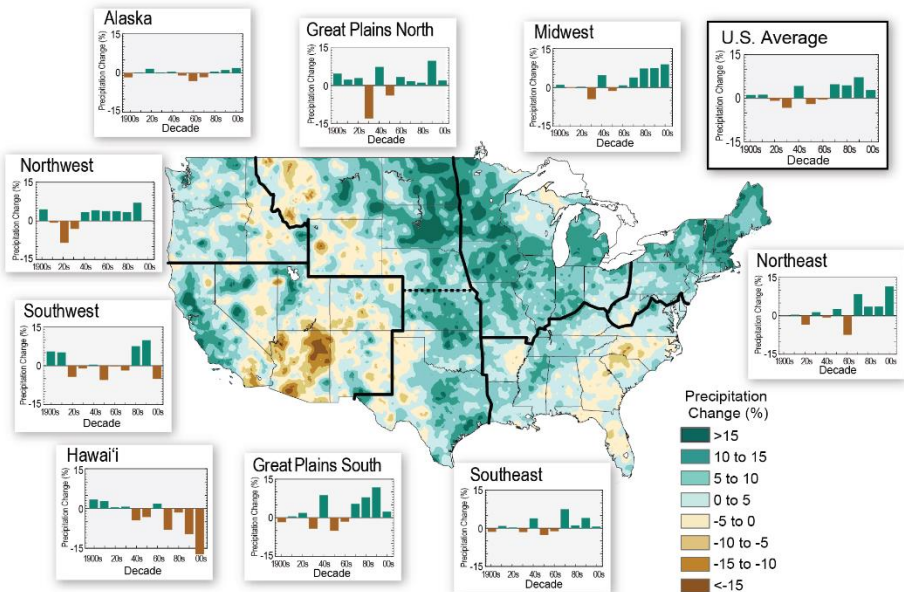 Alaska
Precipitation Change (%)
15
0
-15
1900s 20s 40s 60s 80s 00s
Decade
Great Plains North
Precipitation Change (%)
15
0
-15
1900s 20s 40s 60s 80s 00s
Decade
Midwest
Precipitation Change (%)
15
0
-15
1900s 20s 40s 60s 80s 00s
Decade
U.S. Average
Precipitation Change (%)
15
0
-15
1900s 20s 40s 60s 80s 00s
Decade
Northwest
Precipitation Change (%)
15
0
-15
1900s 20s 40s 60s 80s 00s
Decade
Northeast
Precipitation Change (%)
15
0
-15
1900s 20s 40s 60s 80s 00s
Decade
Southwest
Precipitation Change (%)
15
0
-15
1900s 20s 40s 60s 80s 00s
Decade
Hawai'i
Precipitation Change (%)
15
0
-15
1900s 20s 40s 60s 80s 00s
Decade
Great Plains South
Precipitation Change (%)
15
0
-15
1900s 20s 40s 60s 80s 00s
Decade
Southeast
Precipitation Change (%)
15
0
-15
1900s 20s 40s 60s 80s 00s
Decade
Precipitation
Change (%)
>15
10 to 15
5 to 10
0 to 5
-5 to 0
-10 to -5
-15 to -10
<-15